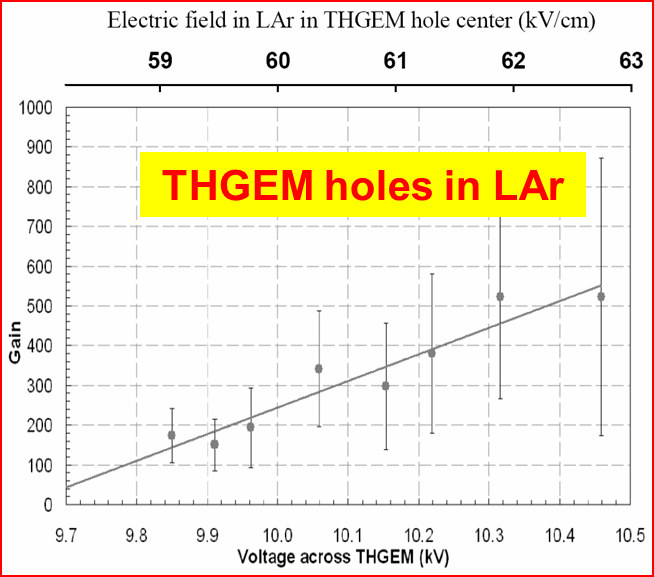 Electric field in LAr in THGEM hole center (kV/cm)
59 60 61 62 63
1000
900
THGEM holes in LAr
800
700
600
500
400
Gain
300
200
100
0
9.7 9.8 9.9 10.0 10.1 10.2 10.3 10.4 10.5
Voltage across THGEM (kV)